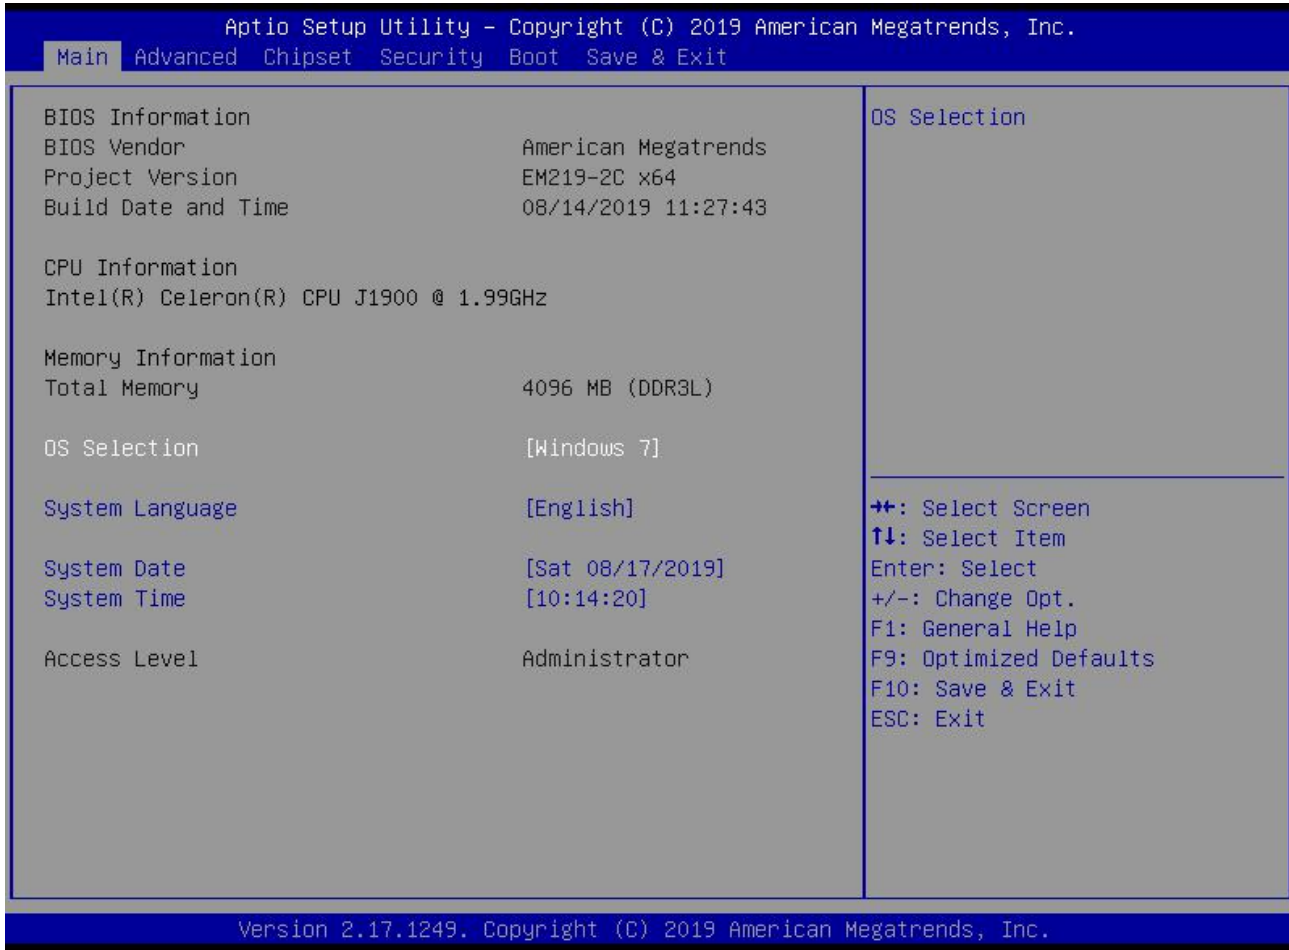 Aptio Setup Utility – Copyright (C) 2019 American Megatrends, Inc.
Main Advanced Chipset Security Boot Save & Exit
BIOS Information
BIOS Vendor American Megatrends
Project Version EM219-2C x64
Build Date and Time 08/14/2019 11:27:43
CPU Information
Intel(R) Celeron(R) CPU J1900 @ 1.99GHz
Memory Information
Total Memory 4096 MB (DDR3L)
OS Selection [Windows 7]
System Language [English]
System Date [Sat 08/17/2019]
System Time [10:14:20]
Access Level Administrator
OS Selection
→←: Select Screen
↑↓: Select Item
Enter: Select
+/-: Change Opt.
F1: General Help
F9: Optimized Defaults
F10: Save & Exit
ESC: Exit
Version 2.17.1249. Copyright (C) 2019 American Megatrends, Inc.